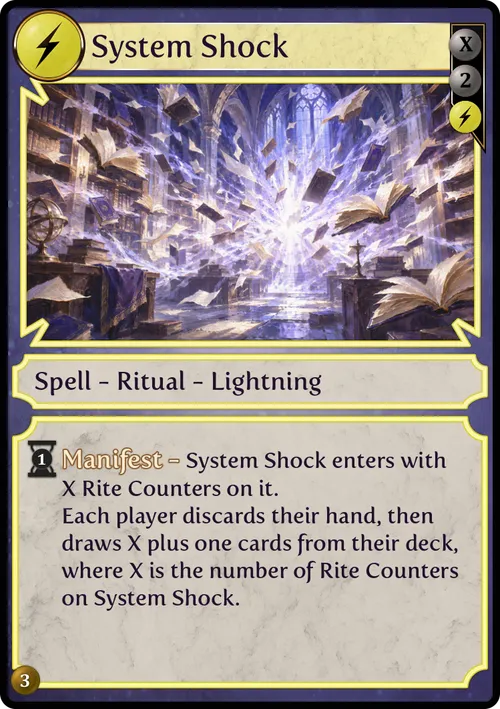 System Shock
X
2
Spell - Ritual - Lightning
1 Manifest - System Shock enters with
X Rite Counters on it.
Each player discards their hand, then
draws X plus one cards from their deck,
where X is the number of Rite Counters
on System Shock.
3